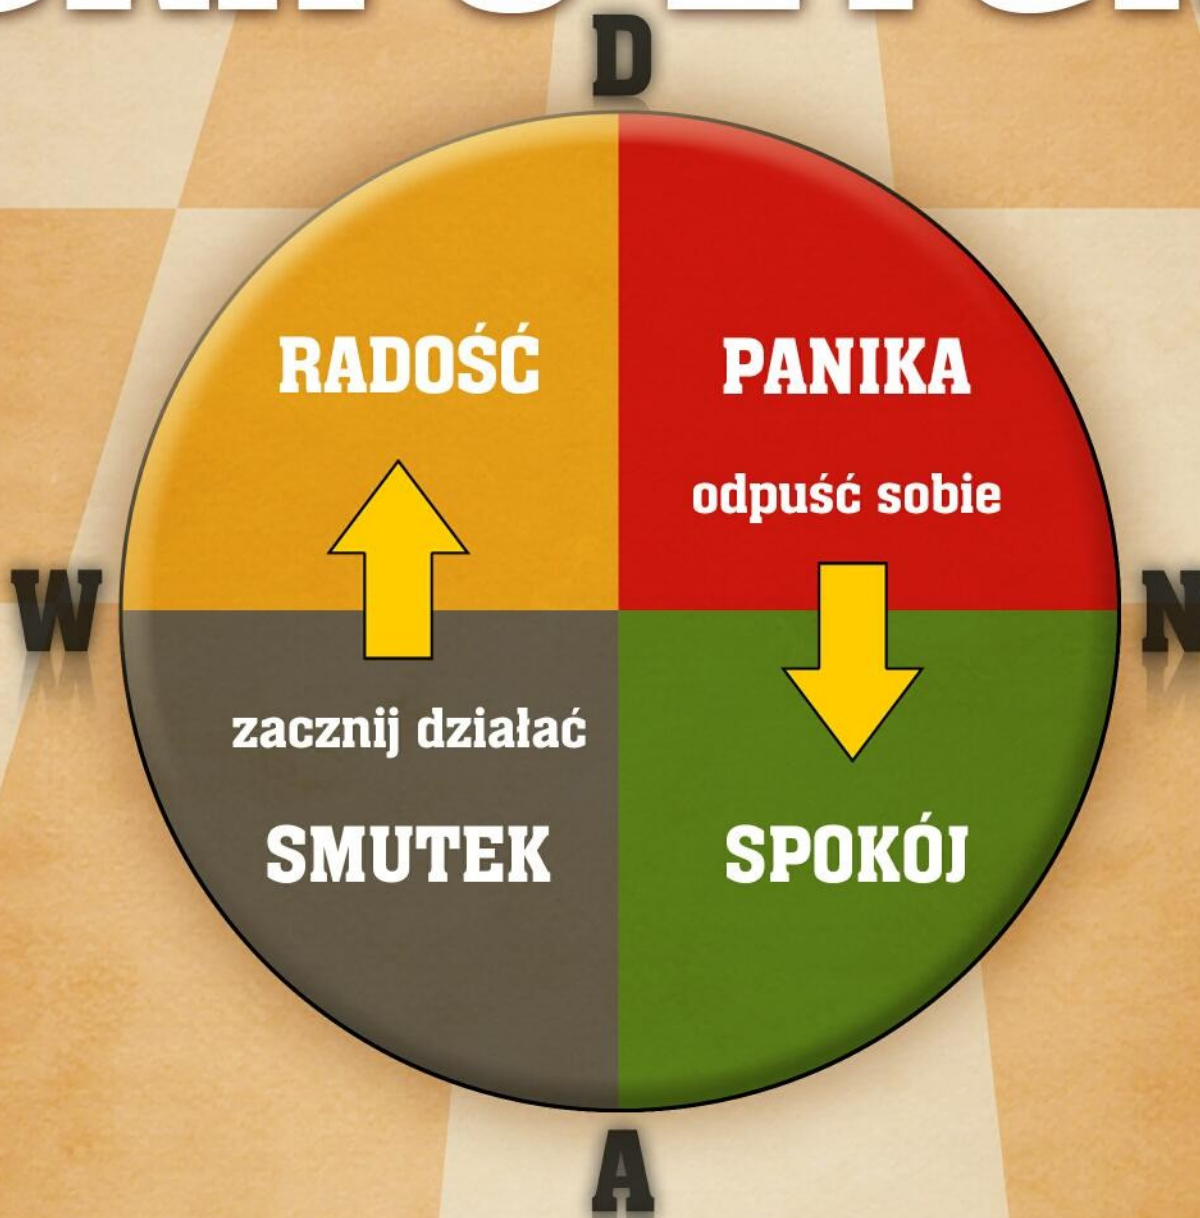 D
RADOŚĆ
PANIKA
odpuść sobie
W
N
zacznij działać
SMUTEK
SPOKÓJ
A